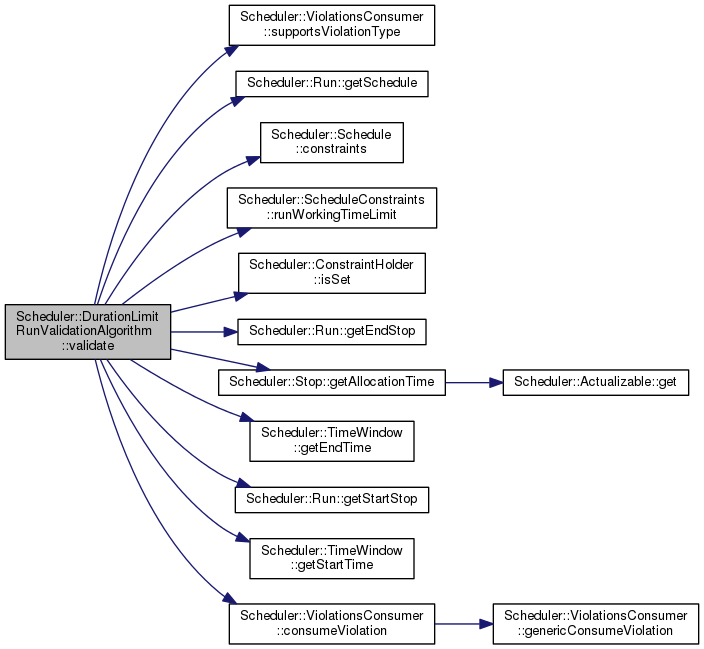 Scheduler::DurationLimit
RunValidationAlgorithm
::validate
Scheduler::ViolationsConsumer
::supportsViolationType
Scheduler::Run::getSchedule
Scheduler::Schedule
::constraints
Scheduler::ScheduleConstraints
::runWorkingTimeLimit
Scheduler::ConstraintHolder
::isSet
Scheduler::Run::getEndStop
Scheduler::Stop::getAllocationTime
Scheduler::Actualizable::get
Scheduler::TimeWindow
::getEndTime
Scheduler::Run::getStartStop
Scheduler::TimeWindow
::getStartTime
Scheduler::ViolationsConsumer
::consumeViolation
Scheduler::ViolationsConsumer
::genericConsumeViolation